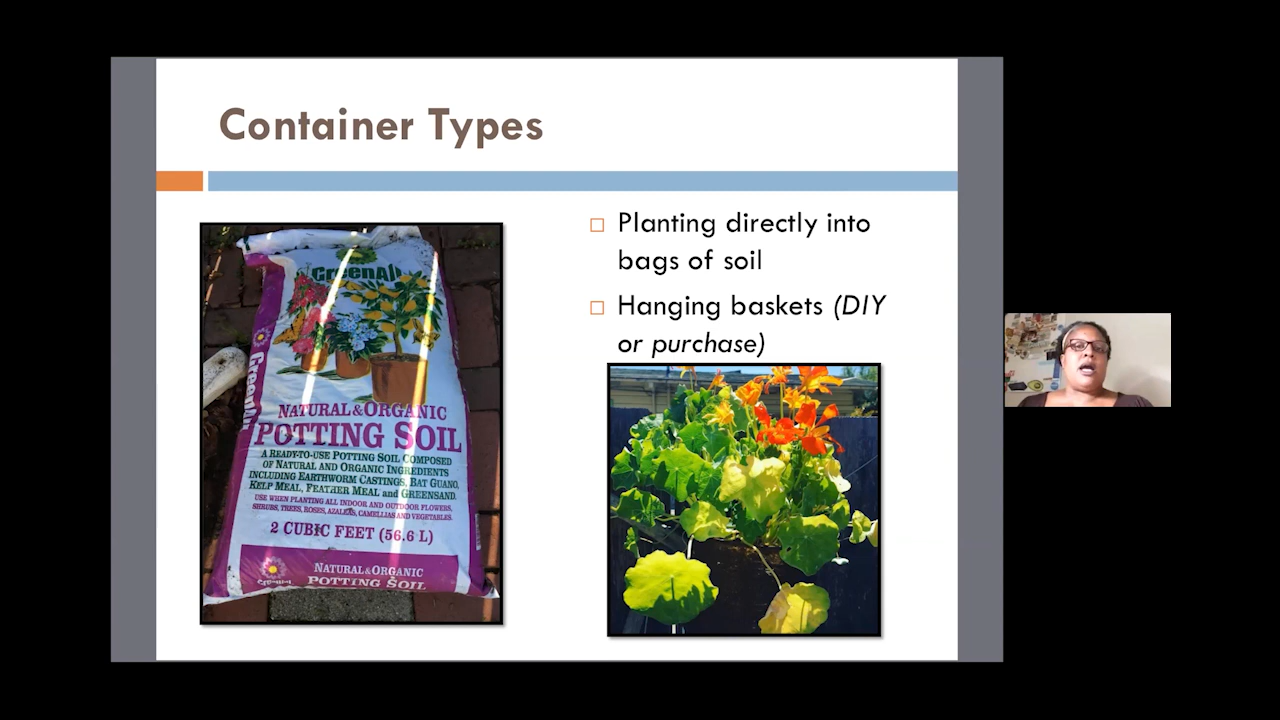 Container Types
□ Planting directly into
bags of soil
□ Hanging baskets (DIY
or purchase)
GreenAll
GreenAll
NATURAL & ORGANIC
POTTING SOIL
A READY-TO-USE POTTING SOIL COMPOSED
OF NATURAL AND ORGANIC INGREDIENTS
INCLUDING EARTHWORM CASTINGS, BAT GUANO,
KELP MEAL, FEATHER MEAL and GREENSAND.
USE WHEN PLANTING ALL INDOOR AND OUTDOOR FLOWERS,
SHRUBS, TREES, ROSES, AZALEAS, CAMELLIAS AND VEGETABLES.
2 CUBIC FEET (56.6 L)
NATURAL & ORGANIC
POTTING SOIL